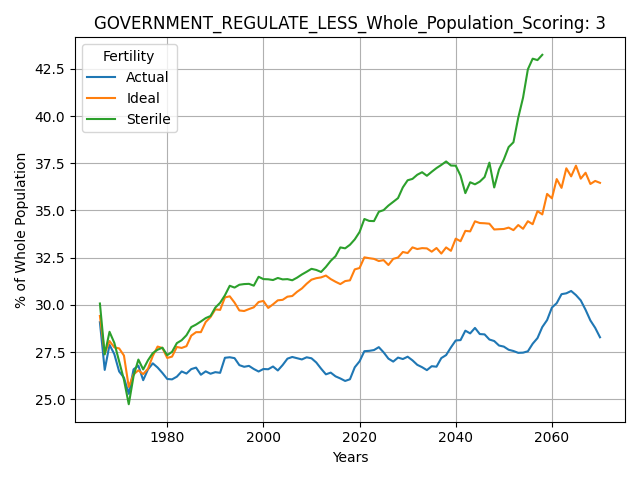 GOVERNMENT_REGULATE_LESS_Whole_Population_Scoring: 3
Fertility
Actual
Ideal
Sterile
% of Whole Population
42.5
40.0
37.5
35.0
32.5
30.0
27.5
25.0
1980
2000
2020
2040
2060
Years